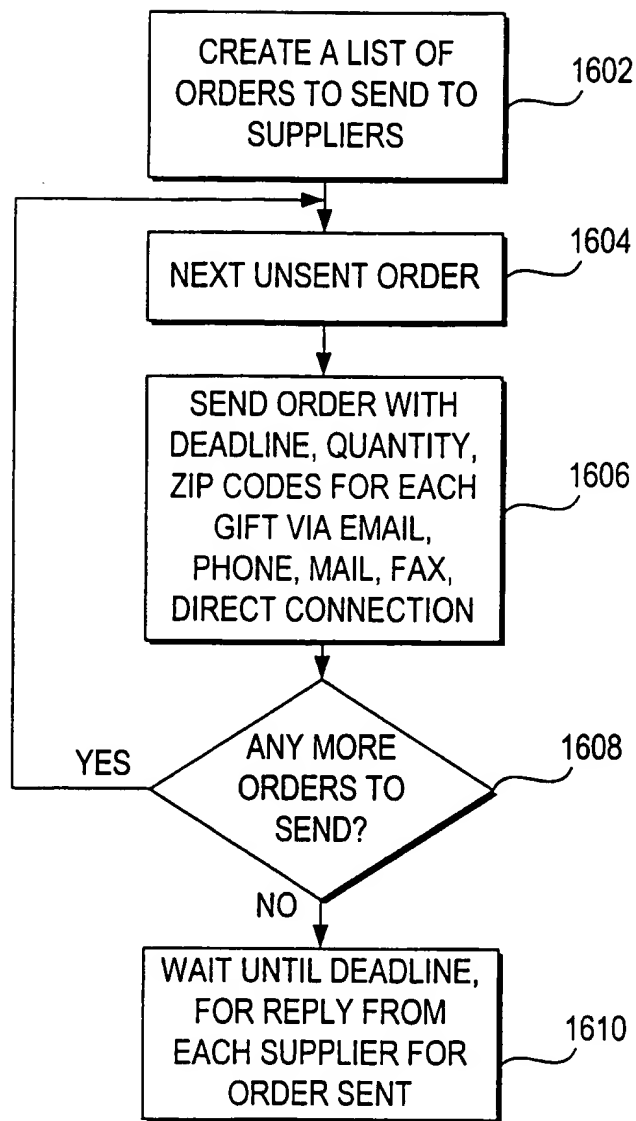 CREATE A LIST OF
ORDERS TO SEND TO
SUPPLIERS
1602
NEXT UNSENT ORDER
1604
SEND ORDER WITH
DEADLINE, QUANTITY,
ZIP CODES FOR EACH
GIFT VIA EMAIL,
PHONE, MAIL, FAX,
DIRECT CONNECTION
1606
ANY MORE
ORDERS TO
SEND?
1608
YES
NO
WAIT UNTIL DEADLINE,
FOR REPLY FROM
EACH SUPPLIER FOR
ORDER SENT
1610